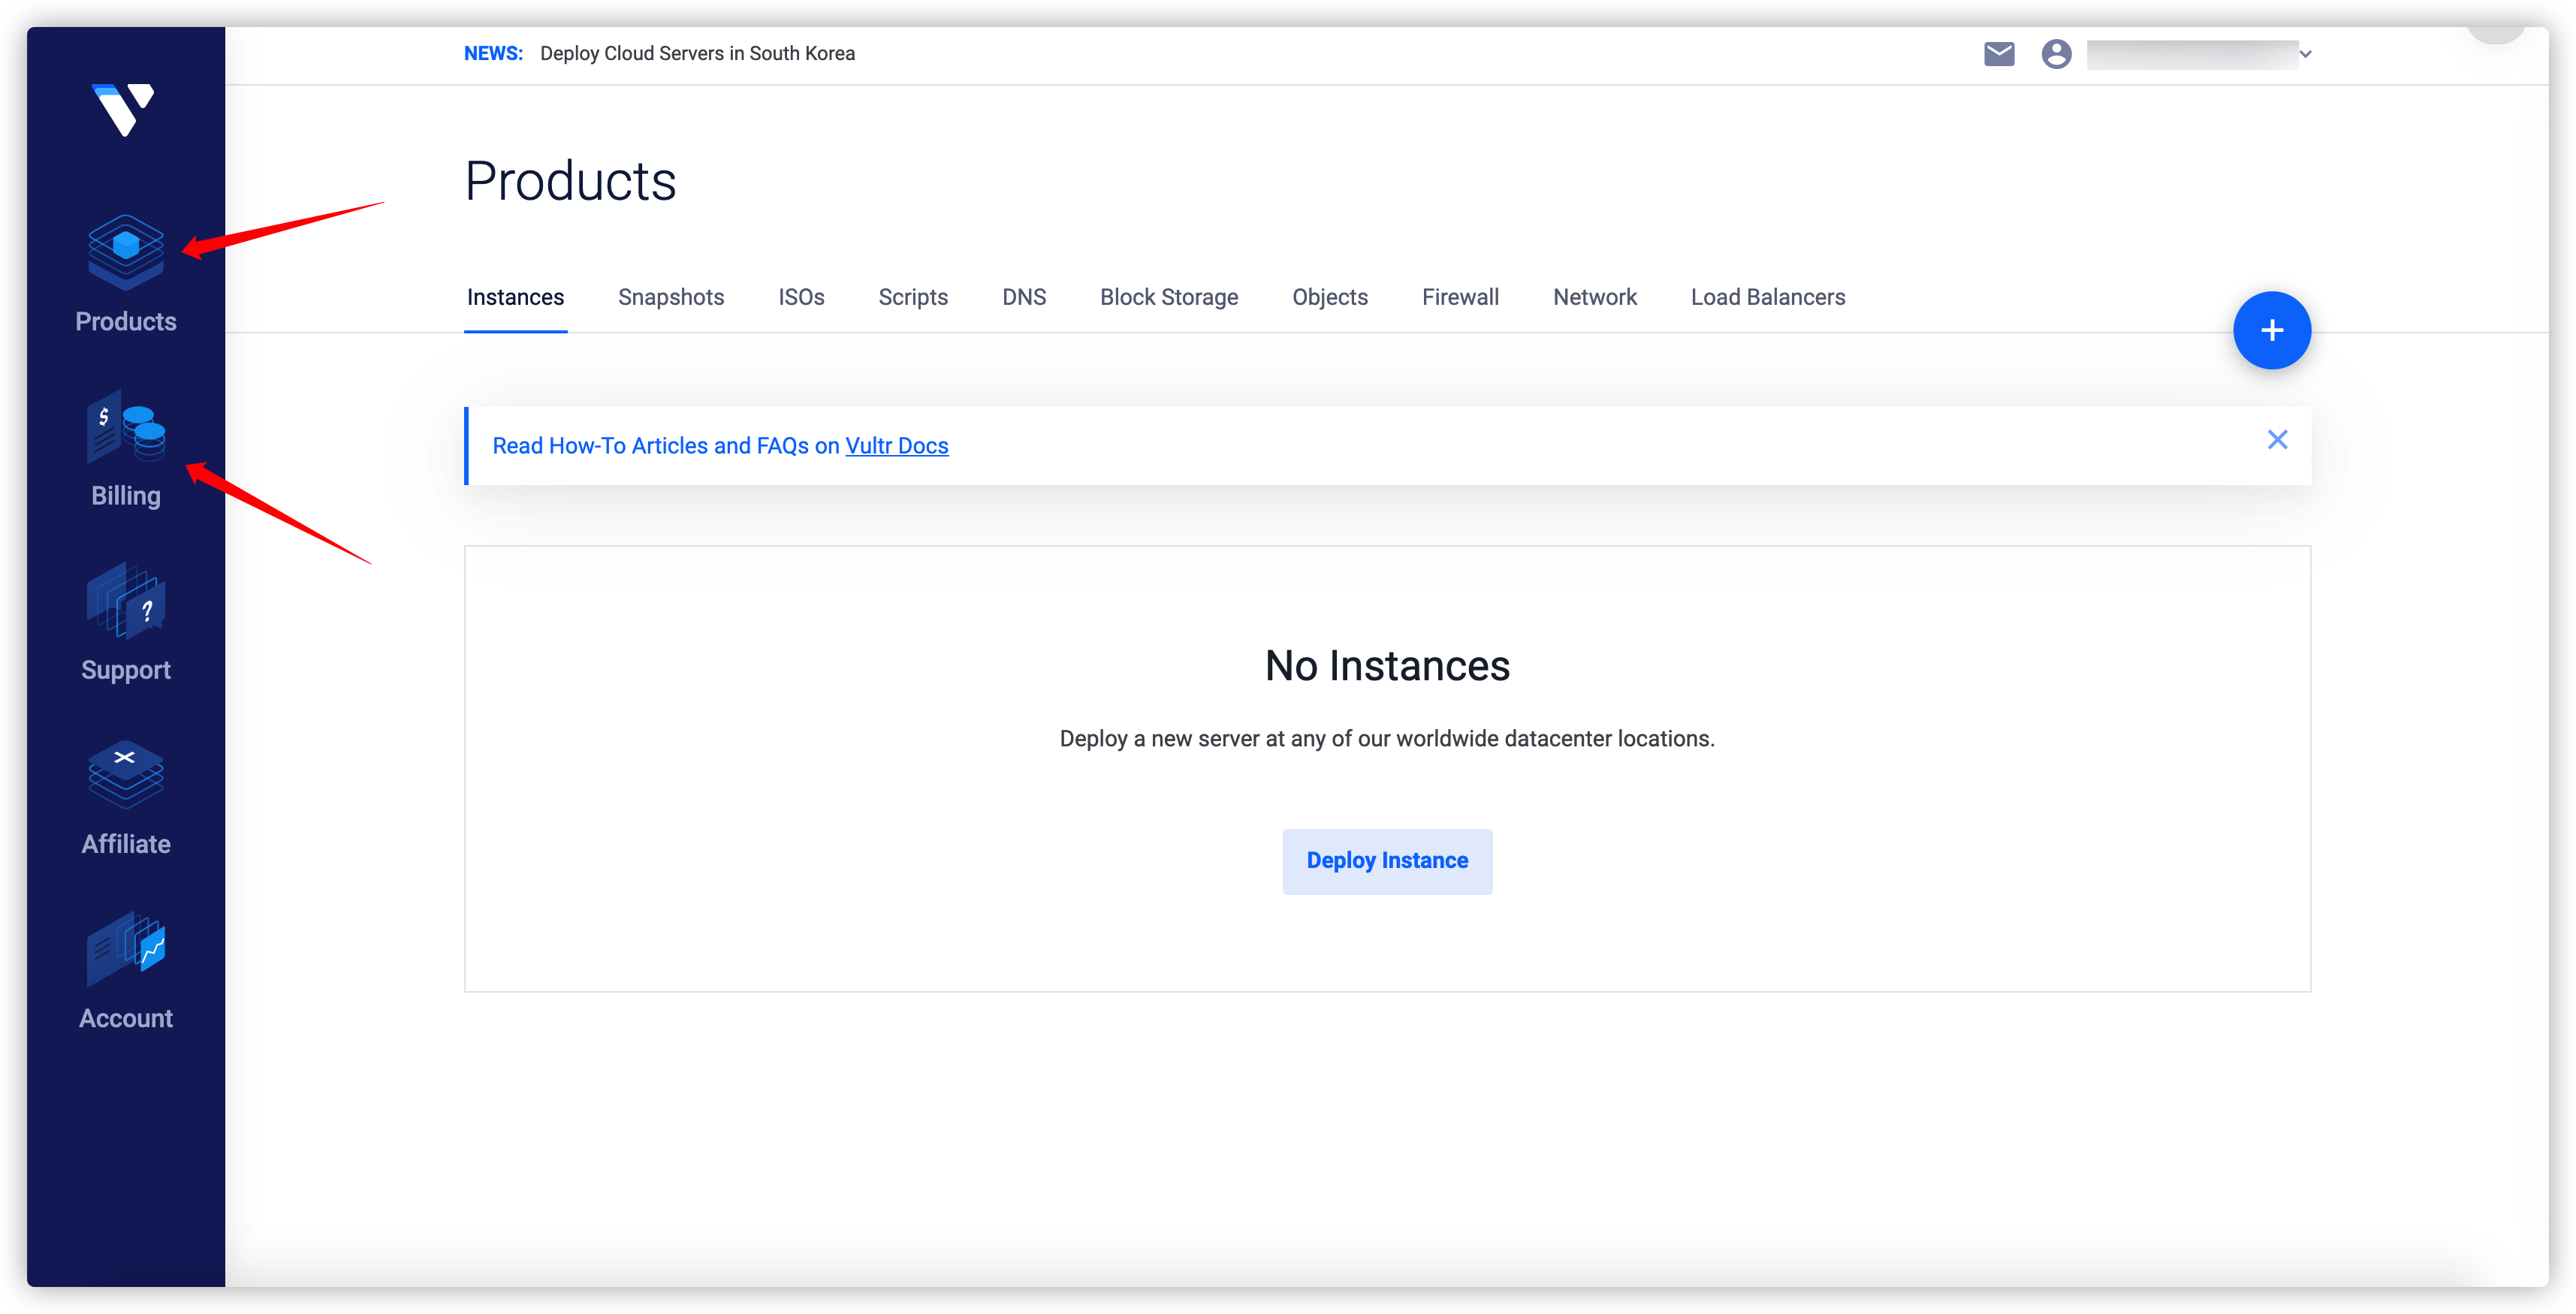 NEWS: Deploy Cloud Servers in South Korea
Products
Billing
Support
Affiliate
Account
Products
Instances Snapshots ISOs Scripts DNS Block Storage Objects Firewall Network Load Balancers
Read How-To Articles and FAQs on Vultr Docs
No Instances
Deploy a new server at any of our worldwide datacenter locations.
Deploy Instance